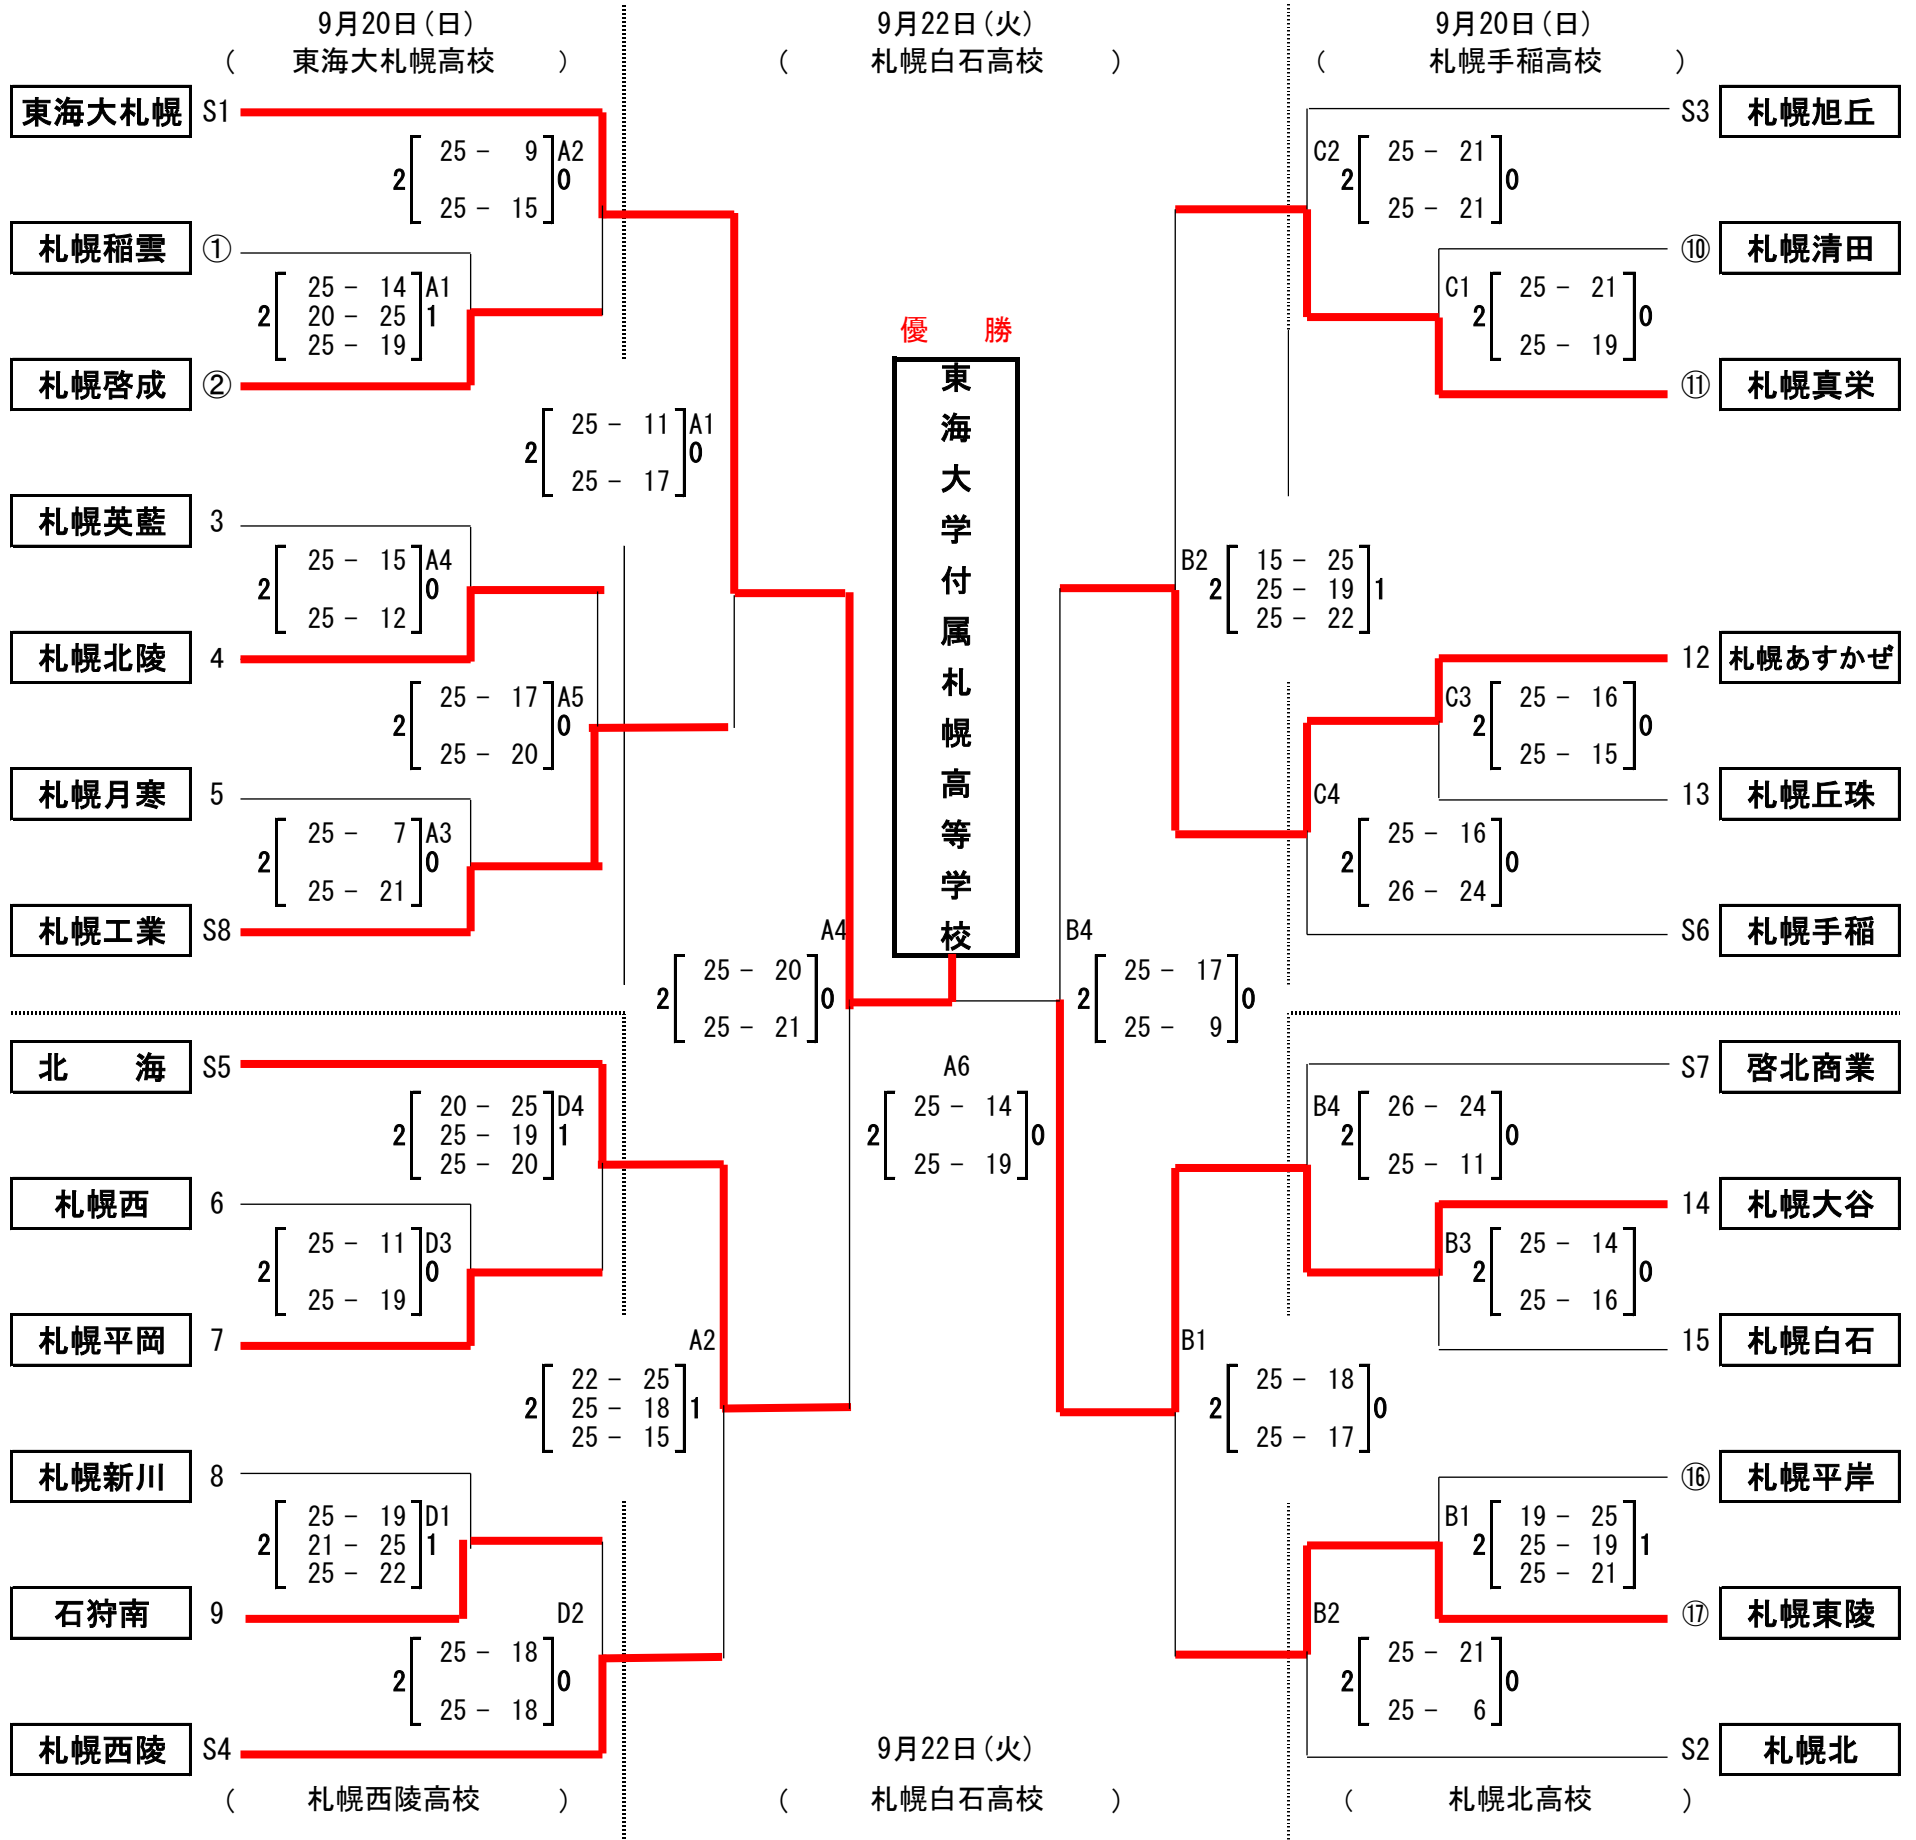 9月20日(日) 9月22日(火) 9月20日(日)
( 東海大札幌高校 ) ( 札幌白石高校 ) ( 札幌手稲高校 )
東海大札幌 S1 S3 札幌旭丘
25 - 9 A2 C2 25 - 21
2 0 2 0
25 - 15 25 - 21
札幌稲雲 ① ⑩ 札幌清田
25 - 14 A1 C1 25 - 21
2 20 - 25 1 2 0
25 - 19 25 - 19
優 勝
札幌啓成 ② ⑪ 札幌真栄
東海大学付属札幌高等学校
25 - 11 A1
2 0
25 - 17
札幌英藍 3
25 - 15 A4 B2 15 - 25
2 0 2 25 - 19 1
25 - 12 25 - 22
札幌北陵 4 12 札幌あすかぜ
25 - 17 A5 C3 25 - 16
2 0 2 0
25 - 20 25 - 15
札幌月寒 5 C4 13 札幌丘珠
25 - 7 A3 25 - 16
2 0 2 0
25 - 21 26 - 24
札幌工業 S8 A4 B4 S6 札幌手稲
25 - 20 25 - 17
2 0 2 0
25 - 21 25 - 9
北 海 S5 A6 S7 啓北商業
20 - 25 D4 25 - 14 B4 26 - 24
2 25 - 19 1 2 0 2 0
25 - 20 25 - 19 25 - 11
札幌西 6 14 札幌大谷
25 - 11 D3 B3 25 - 14
2 0 2 0
25 - 19 25 - 16
札幌平岡 7 A2 B1 15 札幌白石
22 - 25 25 - 18
2 25 - 18 1 2 0
25 - 15 25 - 17
札幌新川 8 ⑯ 札幌平岸
25 - 19 D1 B1 19 - 25
2 21 - 25 1 2 25 - 19 1
25 - 22 25 - 21
石狩南 9 D2 B2 ⑰ 札幌東陵
25 - 18 25 - 21
2 0 2 0
25 - 18 25 - 6
札幌西陵 S4 9月22日(火) S2 札幌北
( 札幌西陵高校 ) ( 札幌白石高校 ) ( 札幌北高校 )